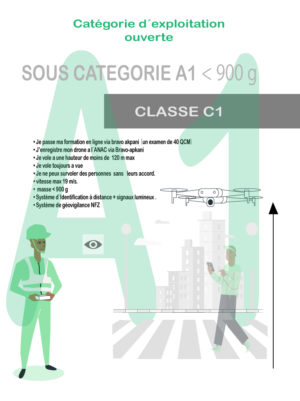 Catégorie d´exploitation
ouverte
A1
SOUS CATEGORIE A1 < 900 g
CLASSE C1
• Je passe ma formation en ligne via bravo akpani (un examen de 40 QCM)
• J'enregistre mon drone a l'ANAC via Bravo-apkani
• Je vole a une hauteur de moins de 120 m max
• Je vole toujours a vue
• Je ne peux survoler des personnes sans leurs accord.
• vitesse max 19 m/s.
• masse < 900 g
• Système d'identification à distance + signaux lumineux .
• Système de géovigilance NFZ